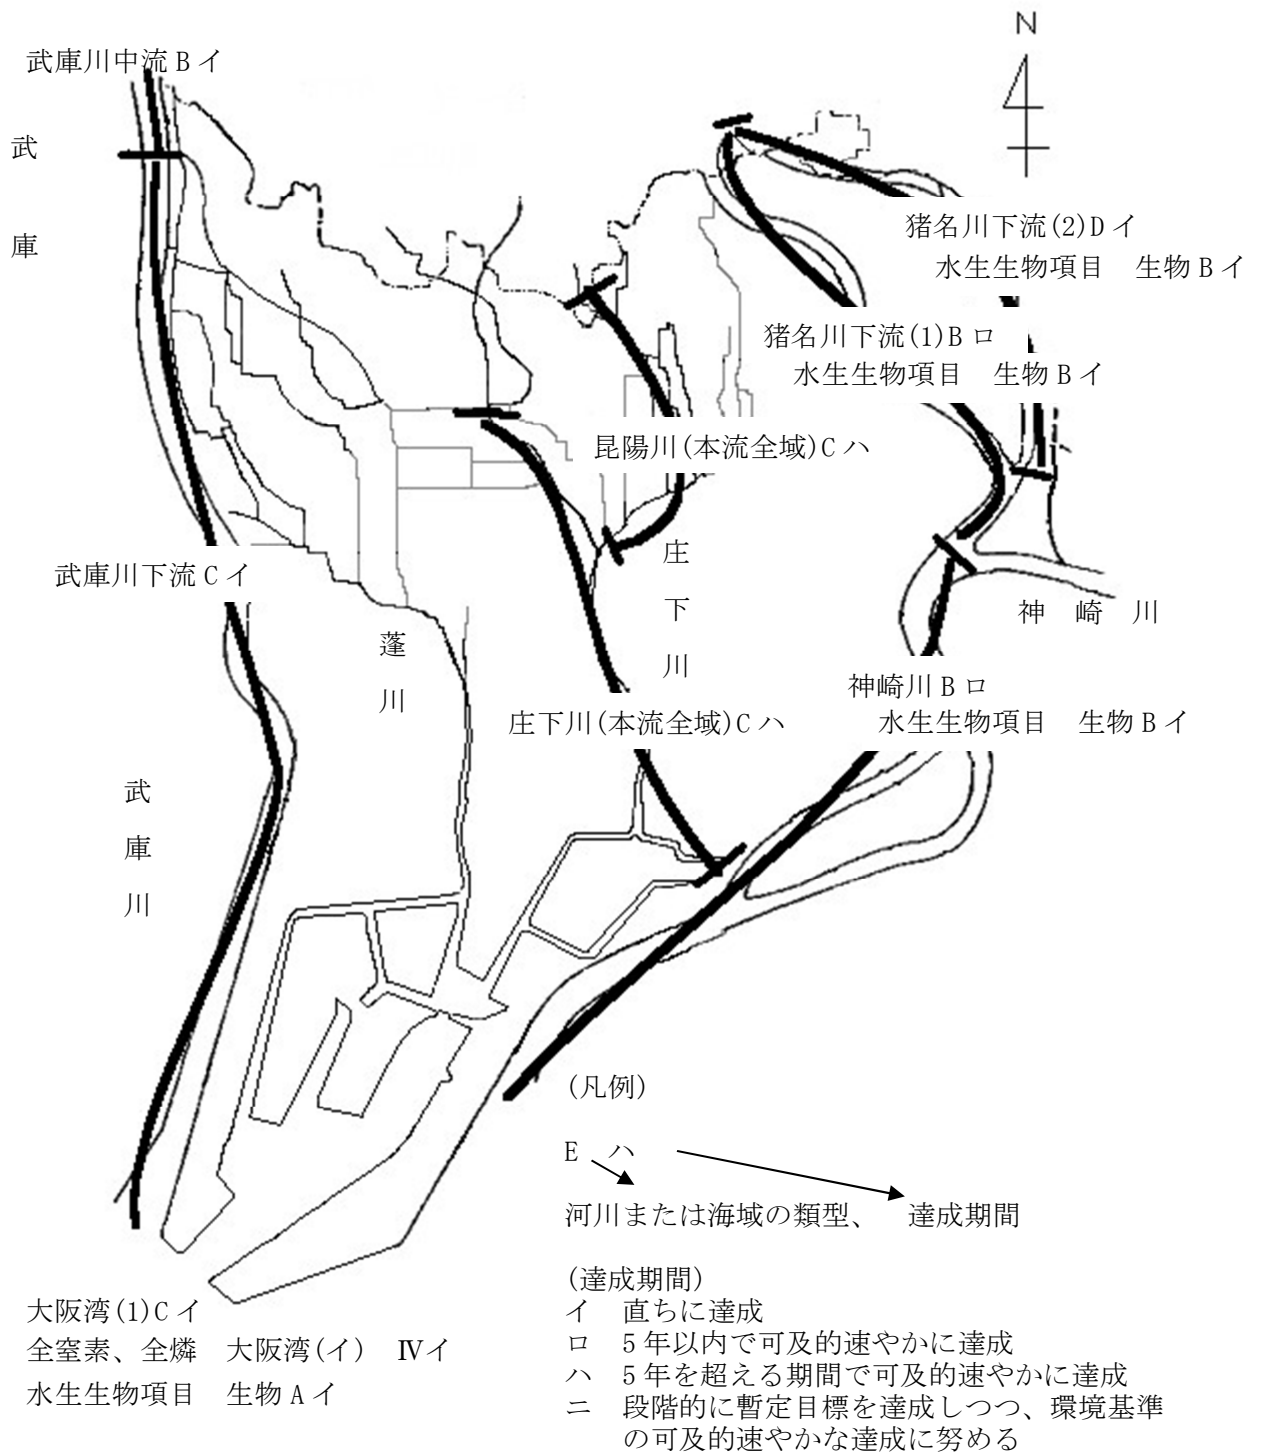 N
武庫川中流Bイ
武
庫
猪名川下流(2)Dイ
水生生物項目　生物Bイ
猪名川下流(1)Bロ
水生生物項目　生物Bイ
昆陽川(本流全域)Cハ
武庫川下流Cイ
庄
下
川
神　崎　川
蓬
川
神崎川Bロ
水生生物項目　生物Bイ
庄下川(本流全域)Cハ
武
庫
川
(凡例)
E　ハ
河川または海域の類型、　達成期間
(達成期間)
イ　直ちに達成
ロ　5年以内で可及的速やかに達成
ハ　5年を超える期間で可及的速やかに達成
ニ　段階的に暫定目標を達成しつつ、環境基準
の可及的速やかな達成に努める
大阪湾(1)Cイ
全窒素、全燐　大阪湾(イ)　Ⅳイ
水生生物項目　生物Aイ